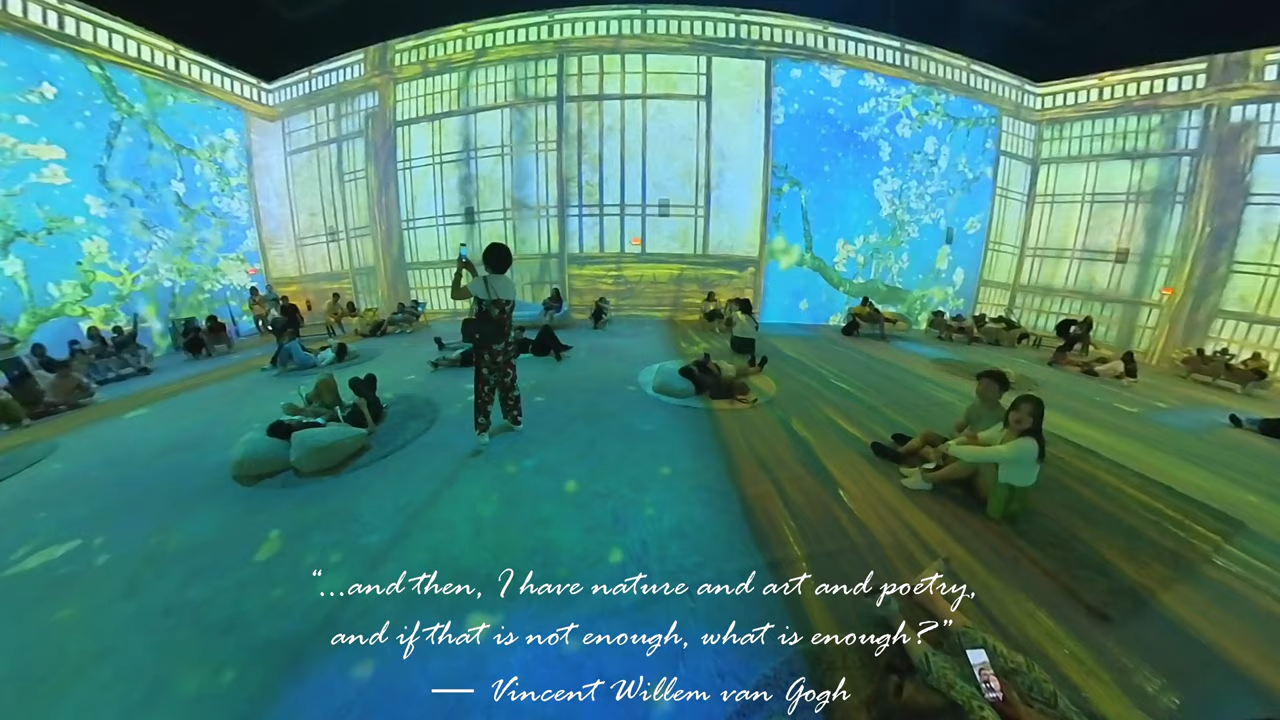 “...and then, I have nature and art and poetry,
and if that is not enough, what is enough?”
— Vincent Willem van Gogh